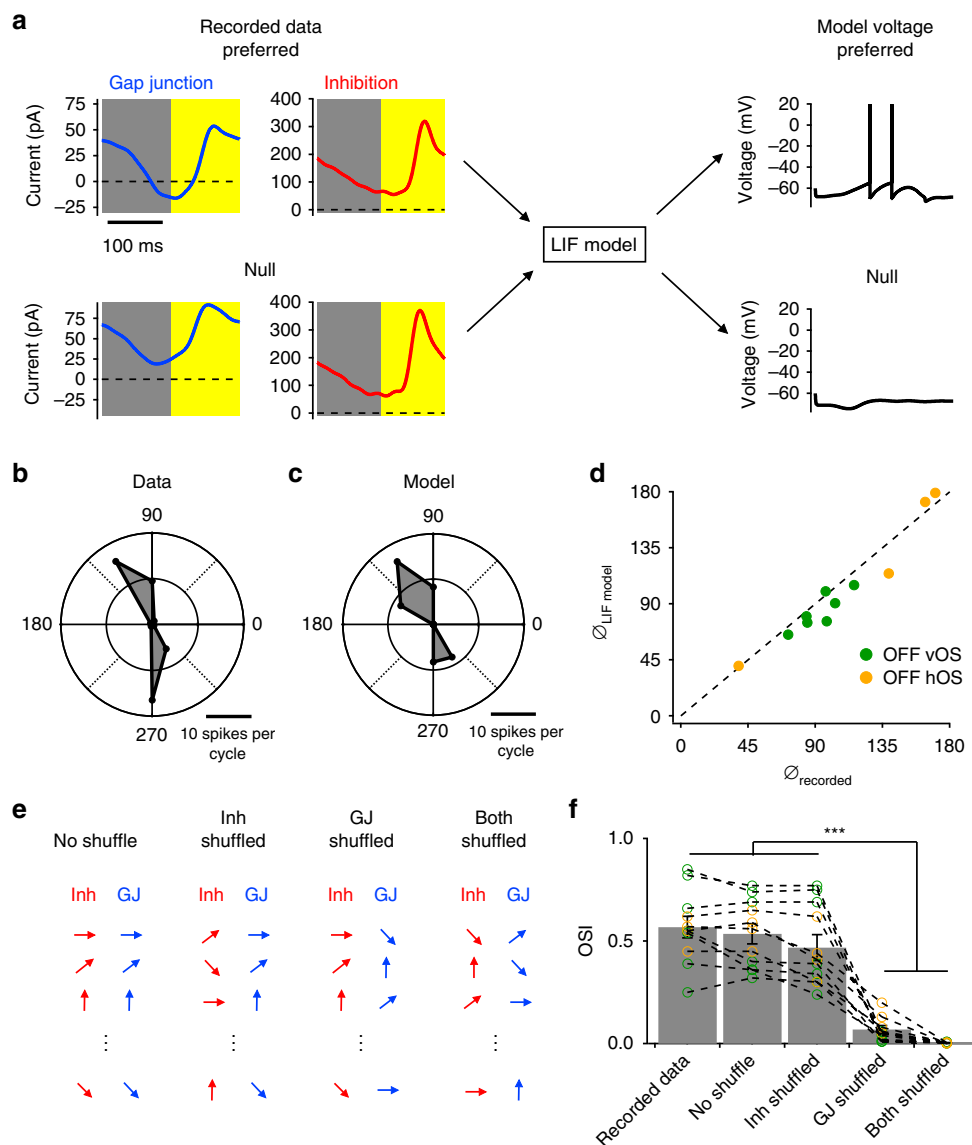 a
Recorded data
preferred
Model voltage
preferred
Gap junction
Inhibition
Current (pA)
75
50
25
0
−25
400
300
200
100
0
100 ms
LIF model
Voltage (mV)
20
0
−20
−60
Null
Current (pA)
75
50
25
0
−25
400
300
200
100
0
Null
Voltage (mV)
20
0
−20
−60
b
Data
90
180
0
270
10 spikes per
cycle
c
Model
90
180
0
270
10 spikes per
cycle
d
∅LIF model
180
135
90
45
0
OFF vOS
OFF hOS
0 45 90 135 180
∅recorded
e
No shuffle
Inh
shuffled
GJ
shuffled
Both
shuffled
Inh GJ Inh GJ Inh GJ Inh GJ
f
OSI
1.0
0.5
0.0
***
Recorded data
No shuffle
Inh shuffled
GJ shuffled
Both shuffled